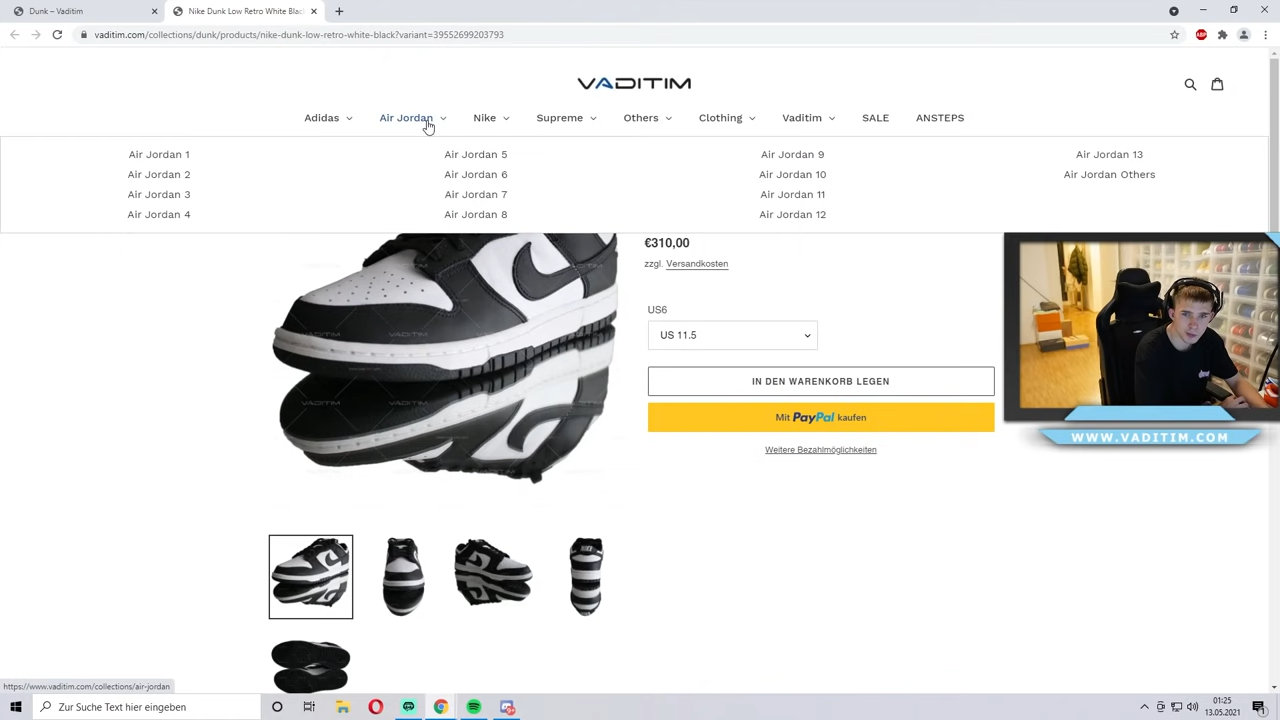 Dunk – Vaditim
Nike Dunk Low Retro White Black
vaditim.com/collections/dunk/products/nike-dunk-low-retro-white-black?variant=39552699203793
ABP
VADITIM
Adidas Air Jordan Nike Supreme Others Clothing Vaditim SALE ANSTEPS
Air Jordan 1 Air Jordan 5 Air Jordan 9 Air Jordan 13
Air Jordan 2 Air Jordan 6 Air Jordan 10 Air Jordan Others
Air Jordan 3 Air Jordan 7 Air Jordan 11
Air Jordan 4 Air Jordan 8 Air Jordan 12
€310,00
zzgl. Versandkosten
US6
US 11.5
IN DEN WARENKORB LEGEN
Mit PayPal kaufen
Weitere Bezahlmöglichkeiten
WWW.VADITIM.COM
https://www.vaditim.com/collections/air-jordan
Zur Suche Text hier eingeben
01:25
13.05.2021